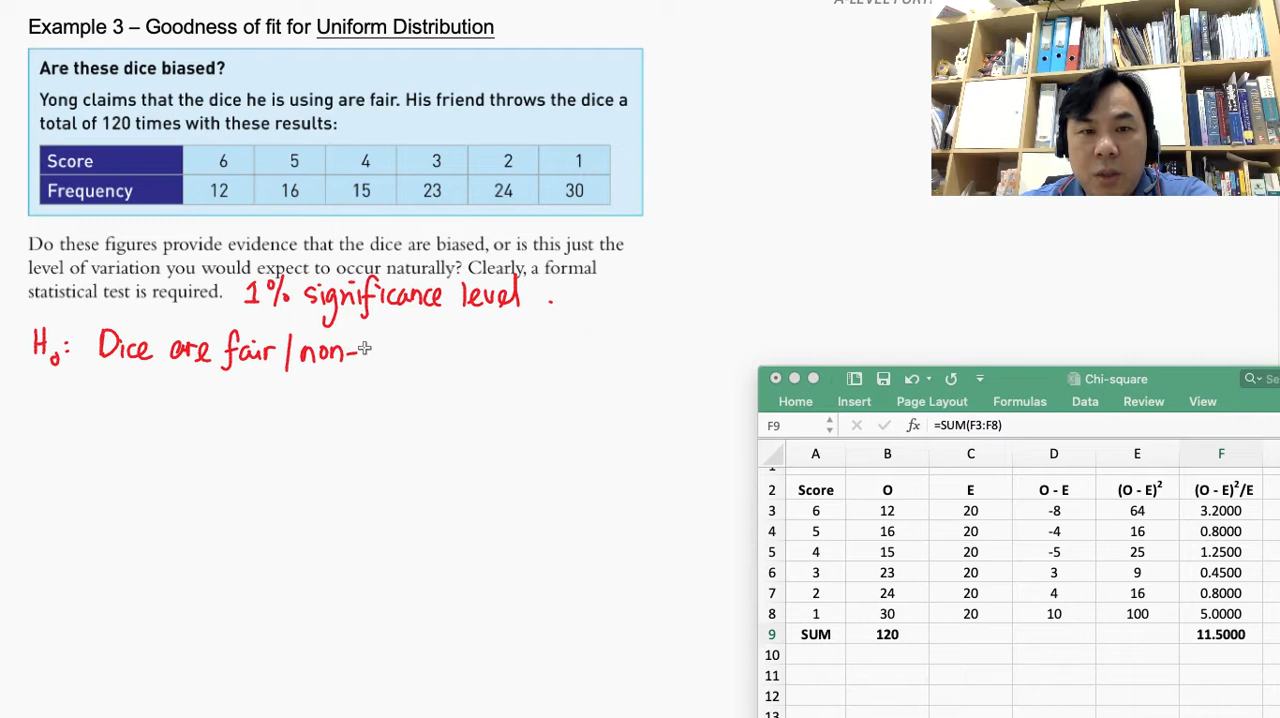 Example 3 – Goodness of fit for Uniform Distribution
Are these dice biased?
Yong claims that the dice he is using are fair. His friend throws the dice a
total of 120 times with these results:
Score 6 5 4 3 2 1
Frequency 12 16 15 23 24 30
Do these figures provide evidence that the dice are biased, or is this just the
level of variation you would expect to occur naturally? Clearly, a formal
statistical test is required. 1% significance level .
H₀: Dice are fair/non-
Chi-square
Home Insert Page Layout Formulas Data Review View
F9 fx =SUM(F3:F8)
A B C D E F
1
2 Score O E O - E (O - E)² (O - E)²/E
3 6 12 20 -8 64 3.2000
4 5 16 20 -4 16 0.8000
5 4 15 20 -5 25 1.2500
6 3 23 20 3 9 0.4500
7 2 24 20 4 16 0.8000
8 1 30 20 10 100 5.0000
9 SUM 120 11.5000
10
11
12
13